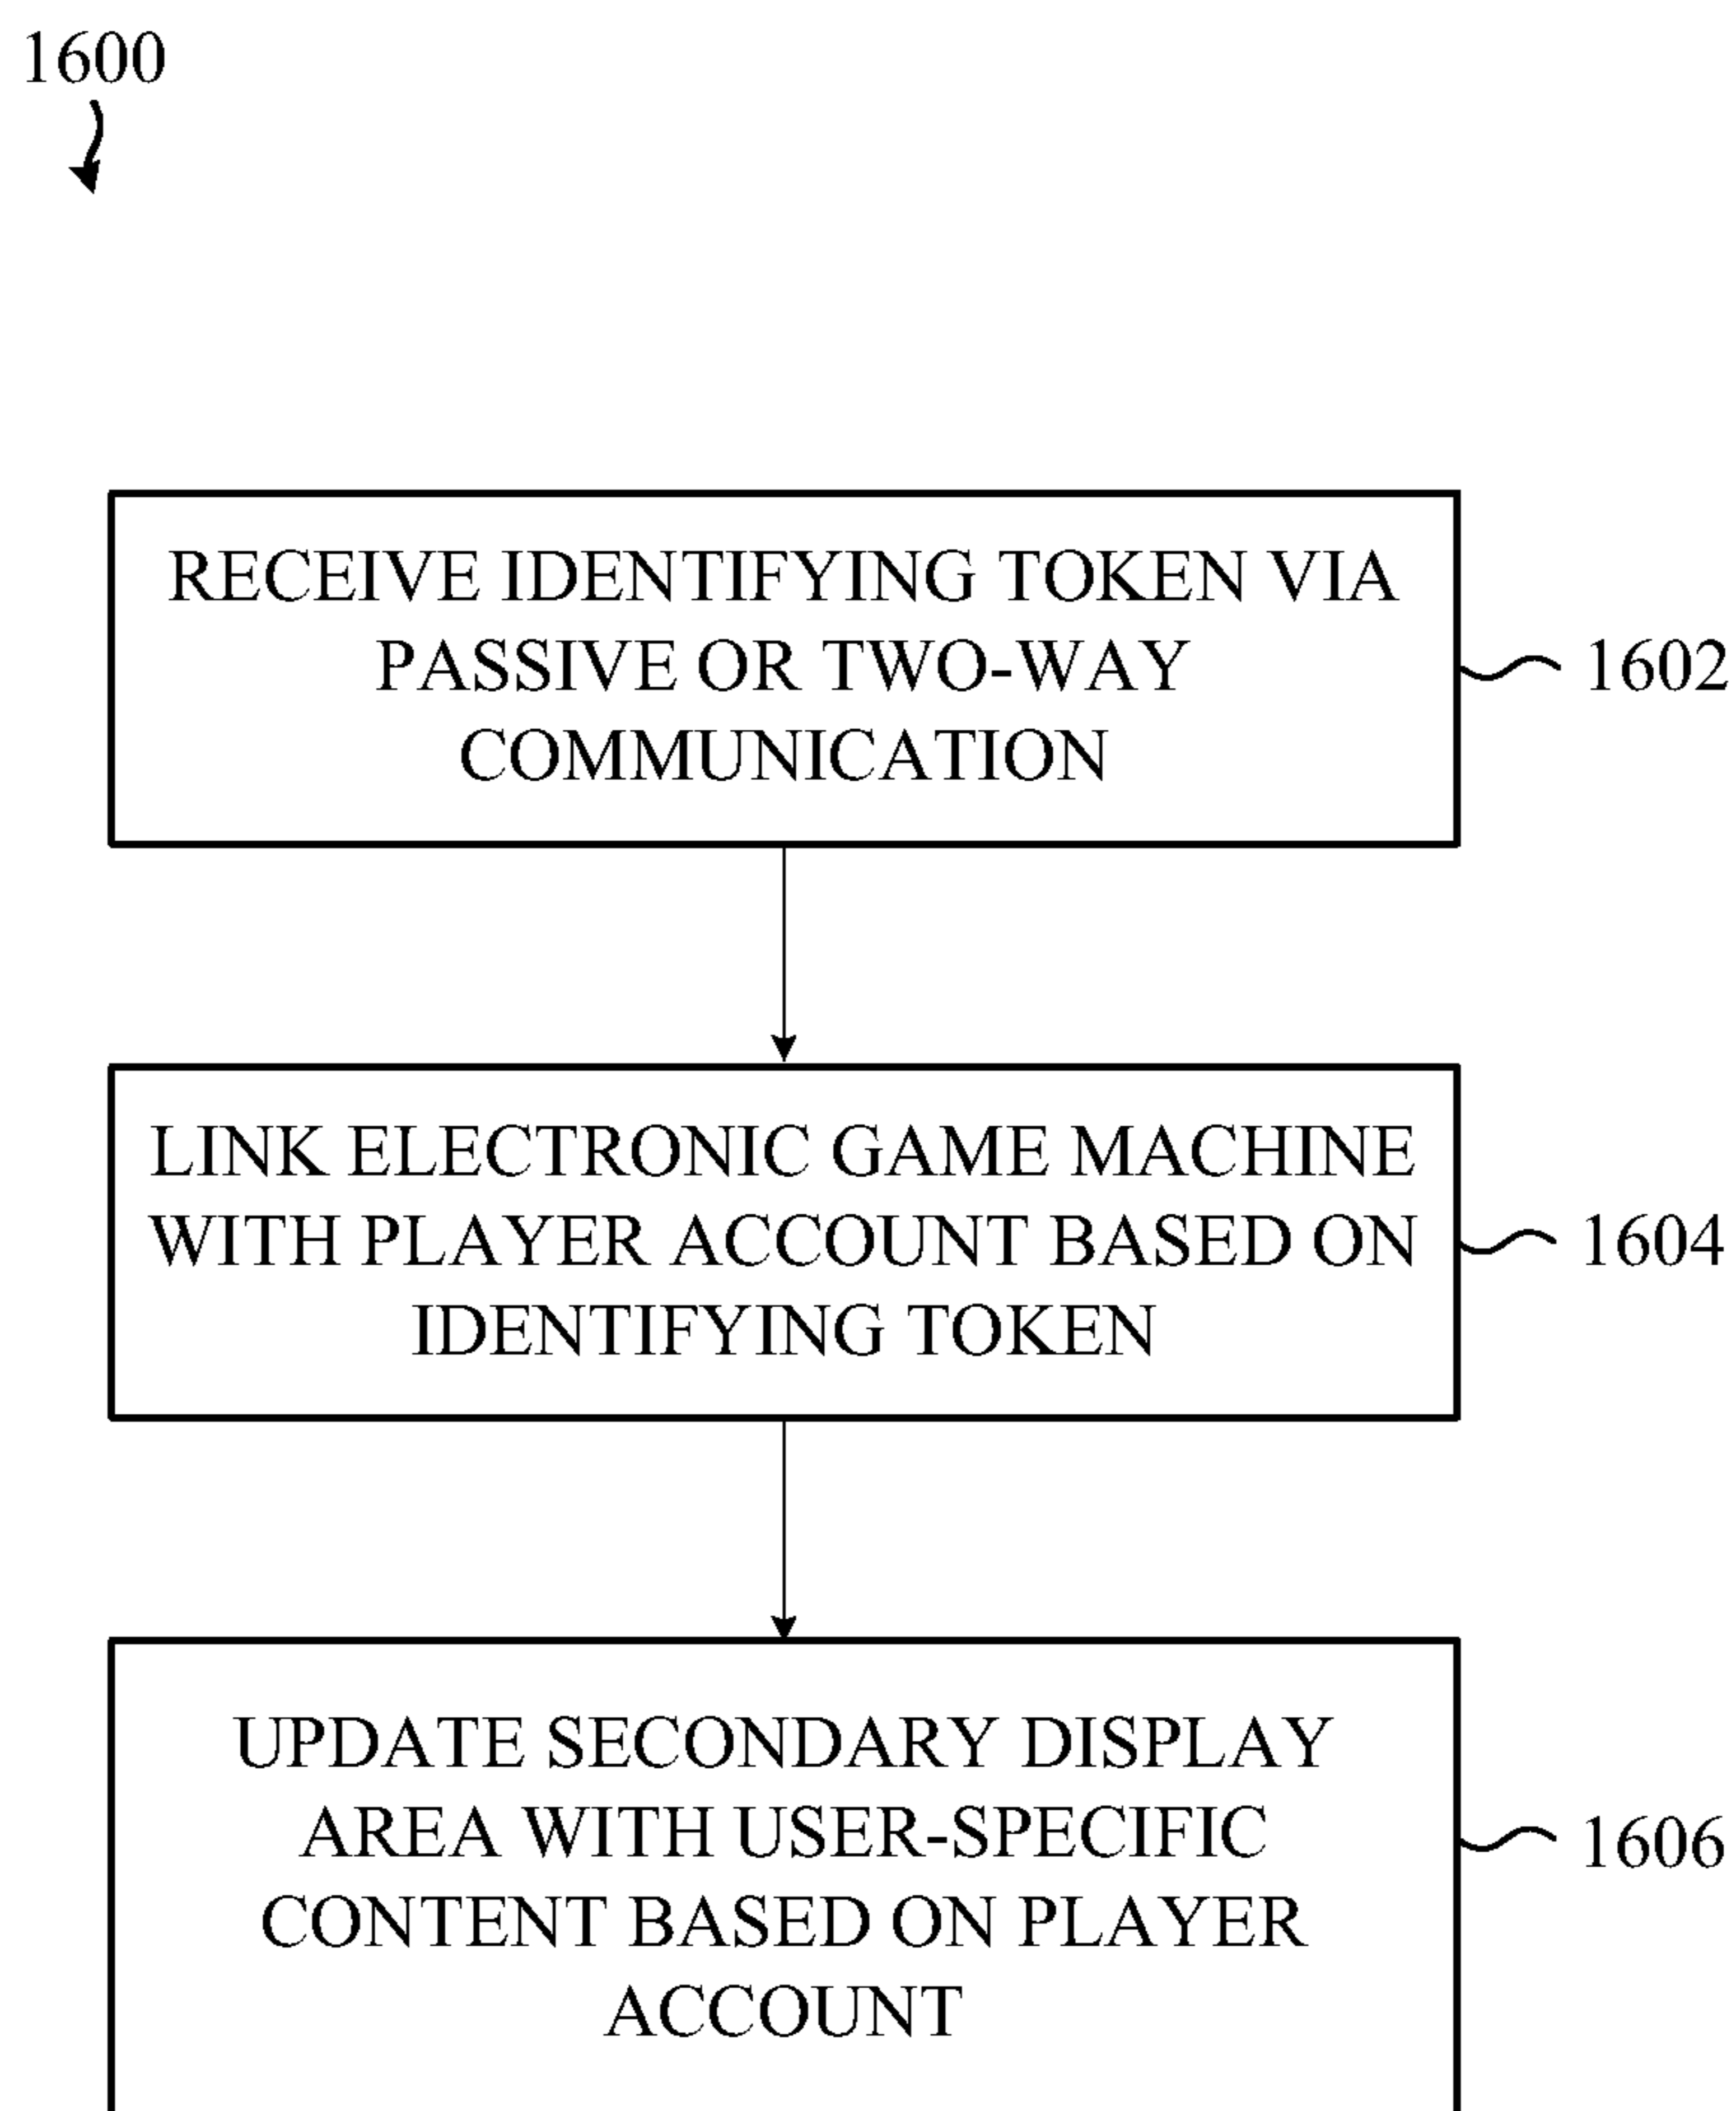 1600
RECEIVE IDENTIFYING TOKEN VIA
PASSIVE OR TWO-WAY
COMMUNICATION
1602
LINK ELECTRONIC GAME MACHINE
WITH PLAYER ACCOUNT BASED ON
IDENTIFYING TOKEN
1604
UPDATE SECONDARY DISPLAY
AREA WITH USER-SPECIFIC
CONTENT BASED ON PLAYER
ACCOUNT
1606